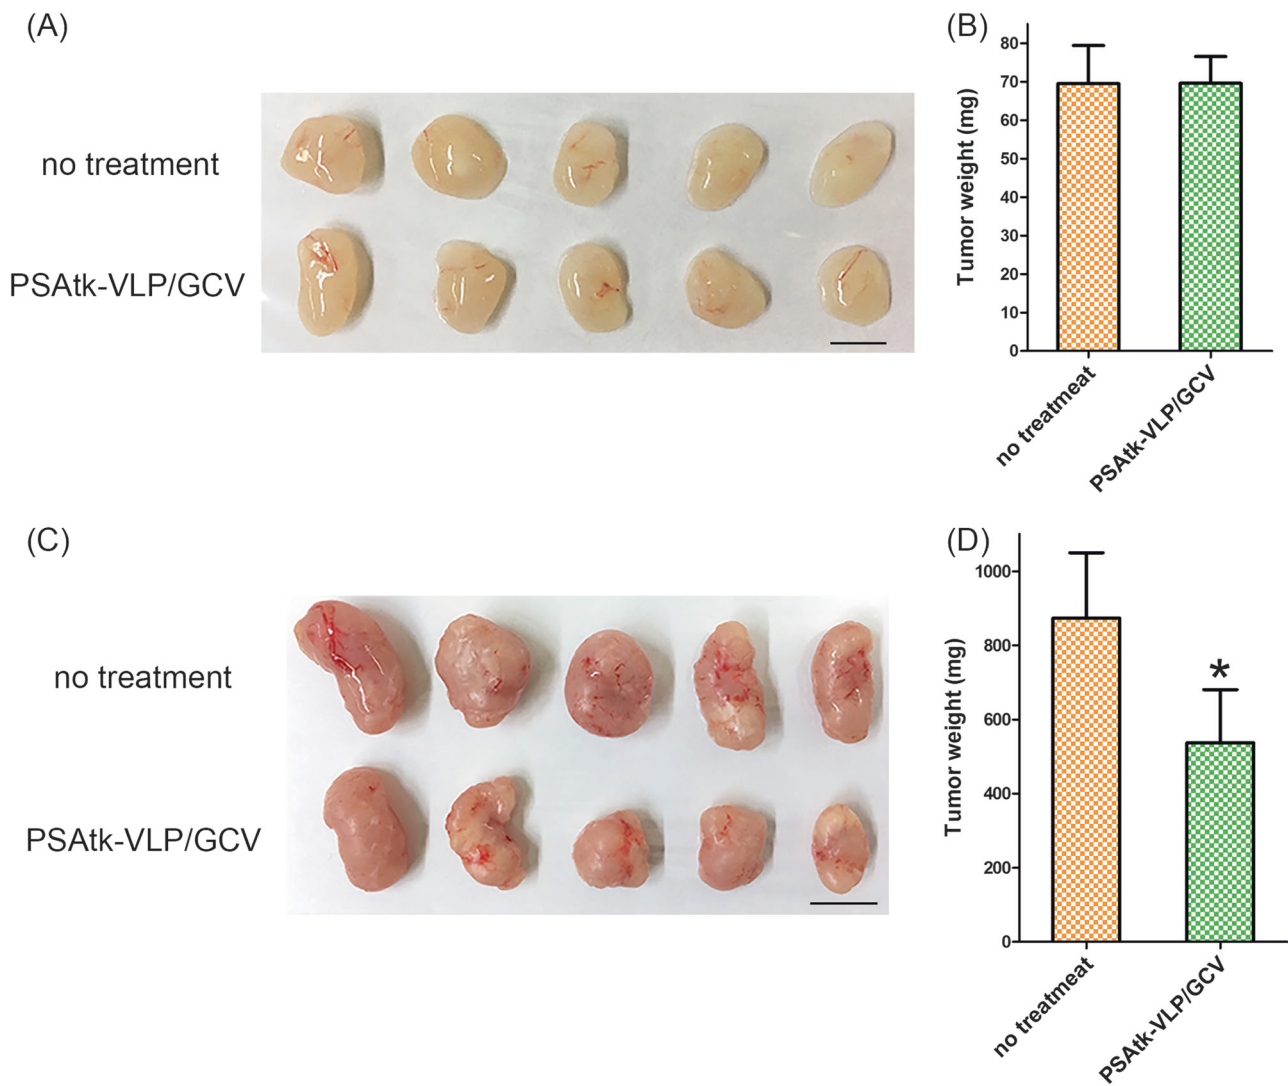 (A)
no treatment
PSAtk-VLP/GCV
(B)
Tumor weight (mg)
80
70
60
50
40
30
20
10
0
no treatmeat
PSAtk-VLP/GCV
(C)
no treatment
PSAtk-VLP/GCV
(D)
Tumor weight (mg)
1000
800
600
400
200
0
*
no treatmeat
PSAtk-VLP/GCV